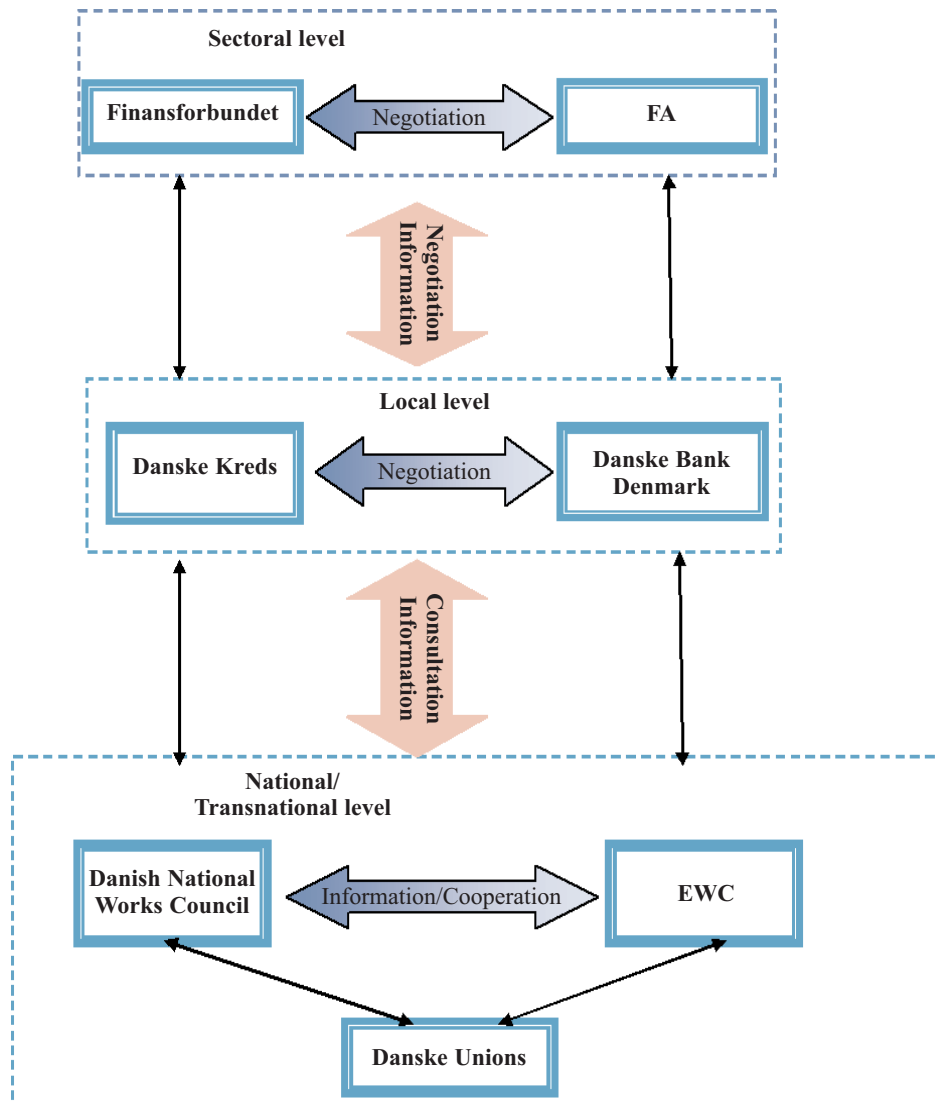 Sectoral level
Finansforbundet
Negotiation
FA
Negotiation
Information
Local level
Danske Kreds
Negotiation
Danske Bank
Denmark
Consultation
Information
National/
Transnational level
Danish National
Works Council
Information/Cooperation
EWC
Danske Unions